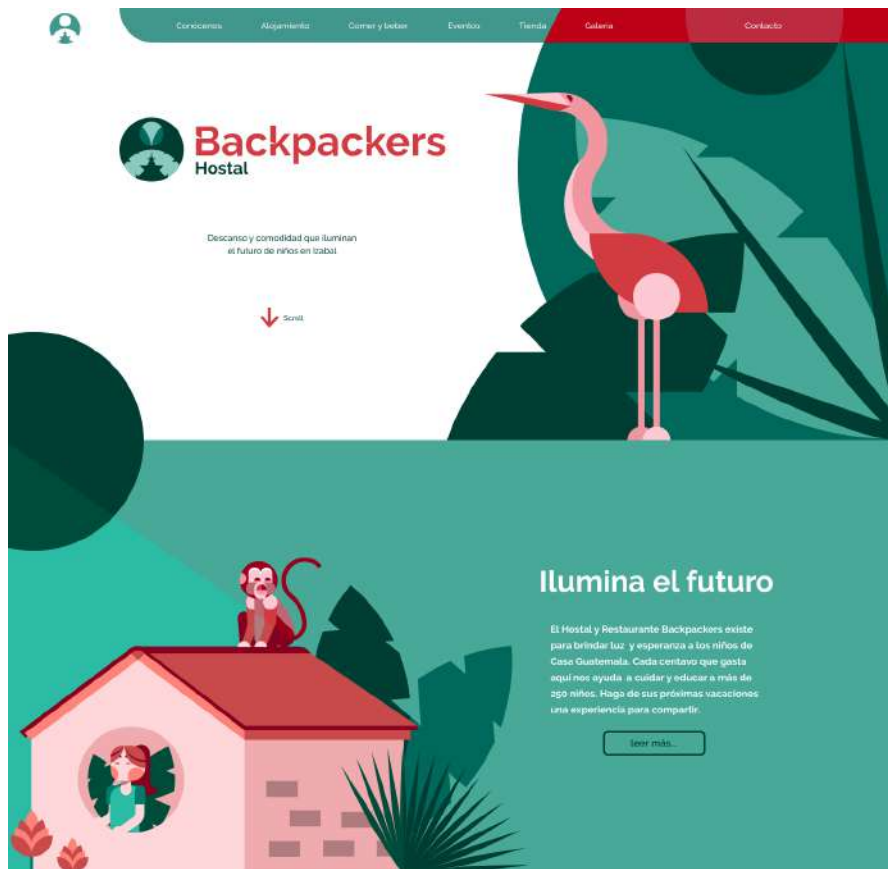 Conócenos Alojamiento Comer y beber Eventos Tienda Galería Contacto
Backpackers
Hostal
Descanso y comodidad que iluminan
el futuro de niños en Izabal
Scroll
Ilumina el futuro
El Hostal y Restaurante Backpackers existe
para brindar luz y esperanza a los niños de
Casa Guatemala. Cada centavo que gasta
aquí nos ayuda a cuidar y educar a más de
250 niños. Haga de sus próximas vacaciones
una experiencia para compartir.
leer más...